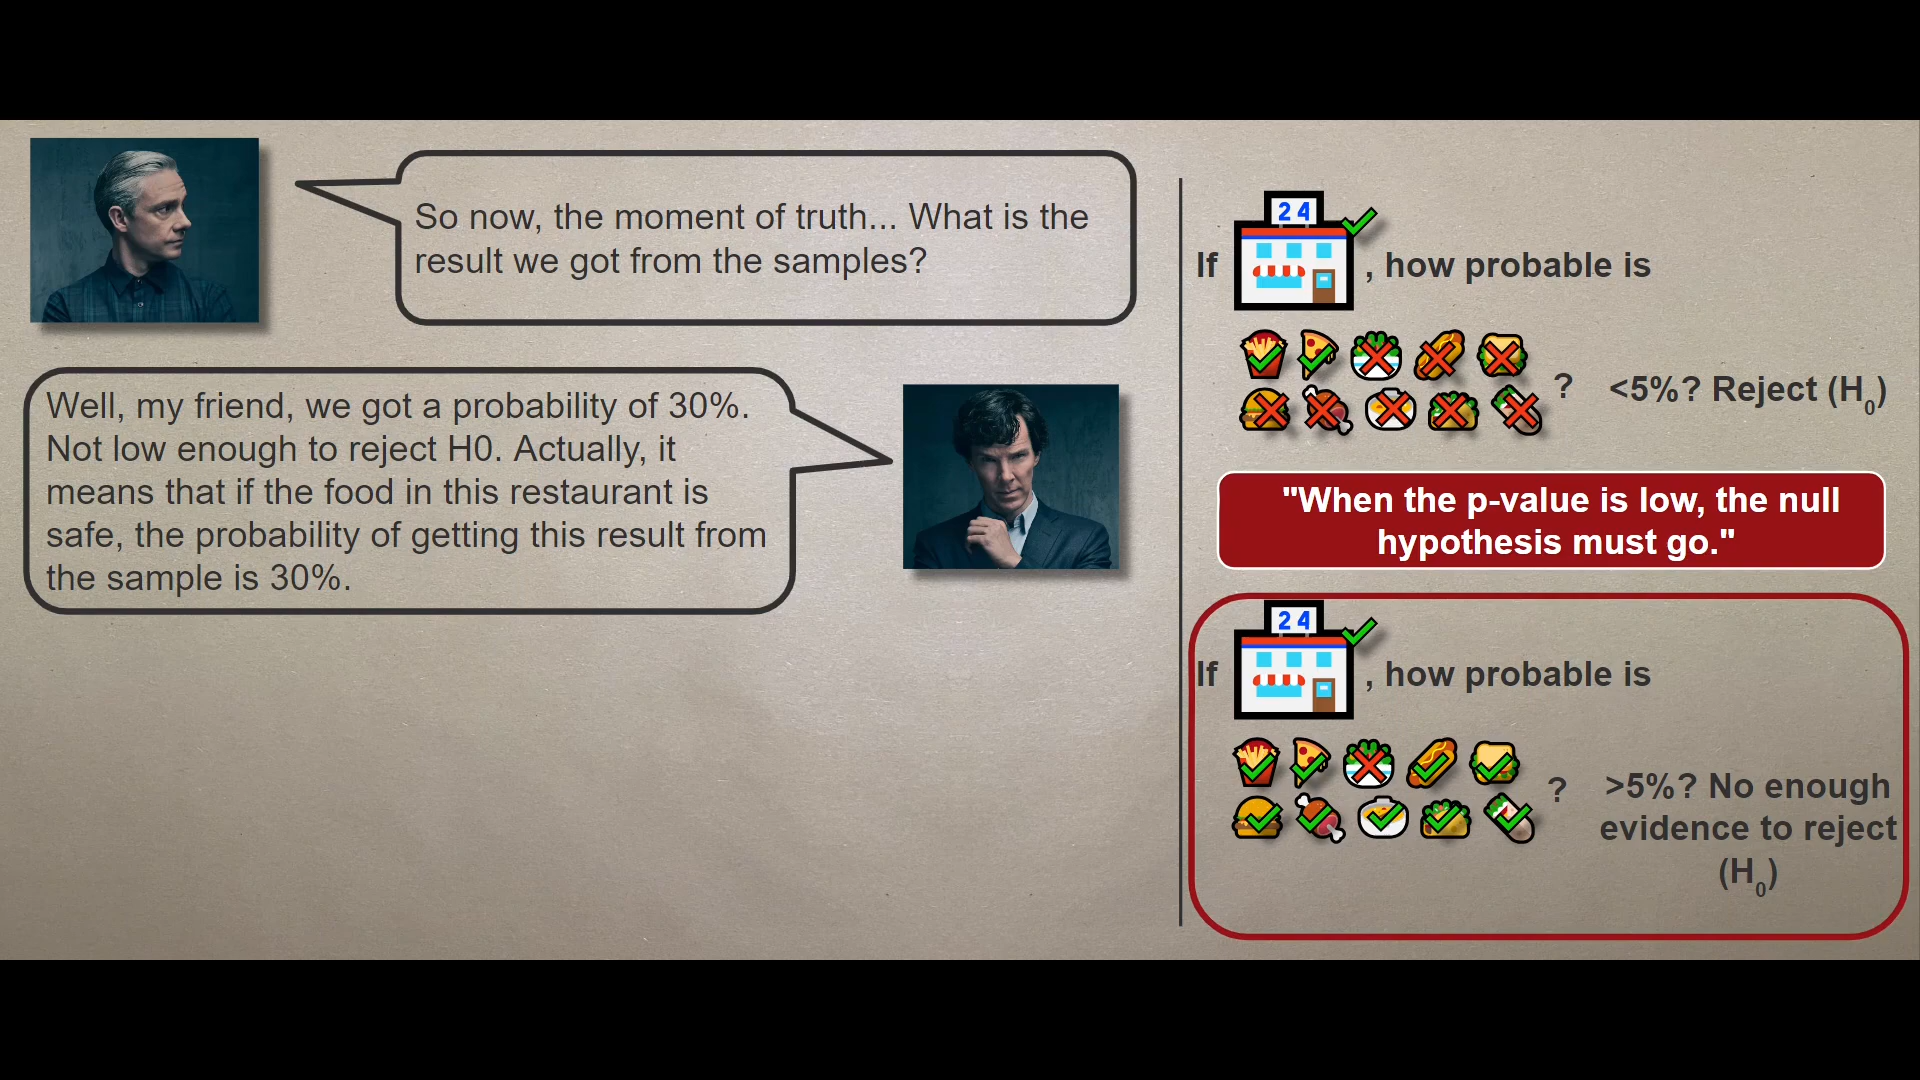 So now, the moment of truth... What is the
result we got from the samples?
Well, my friend, we got a probability of 30%.
Not low enough to reject H0. Actually, it
means that if the food in this restaurant is
safe, the probability of getting this result from
the sample is 30%.
24
If , how probable is
? <5%? Reject (H0)
"When the p-value is low, the null
hypothesis must go."
24
If , how probable is
? >5%? No enough
evidence to reject
(H0)